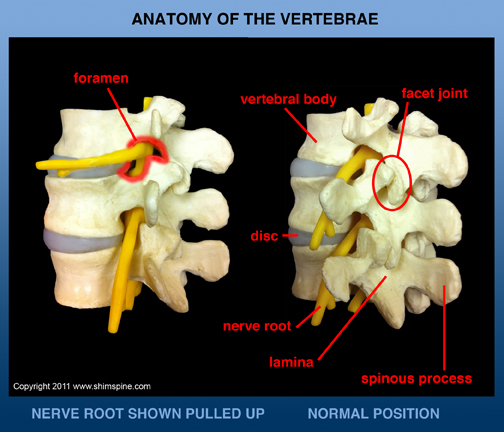 ANATOMY OF THE VERTEBRAE
foramen
vertebral body
facet joint
disc
nerve root
lamina
spinous process
Copyright 2011 www.shimspine.com
NERVE ROOT SHOWN PULLED UP
NORMAL POSITION